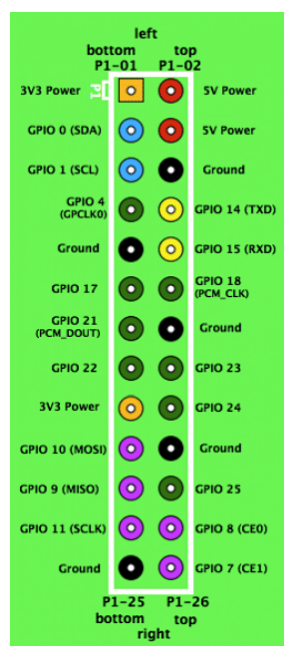 left
bottom top
P1-01 P1-02
3V3 Power P1 5V Power
GPIO 0 (SDA) 5V Power
GPIO 1 (SCL) Ground
GPIO 4 GPIO 14 (TXD)
(GPCLK0)
Ground GPIO 15 (RXD)
GPIO 17 GPIO 18
(PCM_CLK)
GPIO 21 Ground
(PCM_DOUT)
GPIO 22 GPIO 23
3V3 Power GPIO 24
GPIO 10 (MOSI) Ground
GPIO 9 (MISO) GPIO 25
GPIO 11 (SCLK) GPIO 8 (CE0)
Ground GPIO 7 (CE1)
P1-25 P1-26
bottom top
right